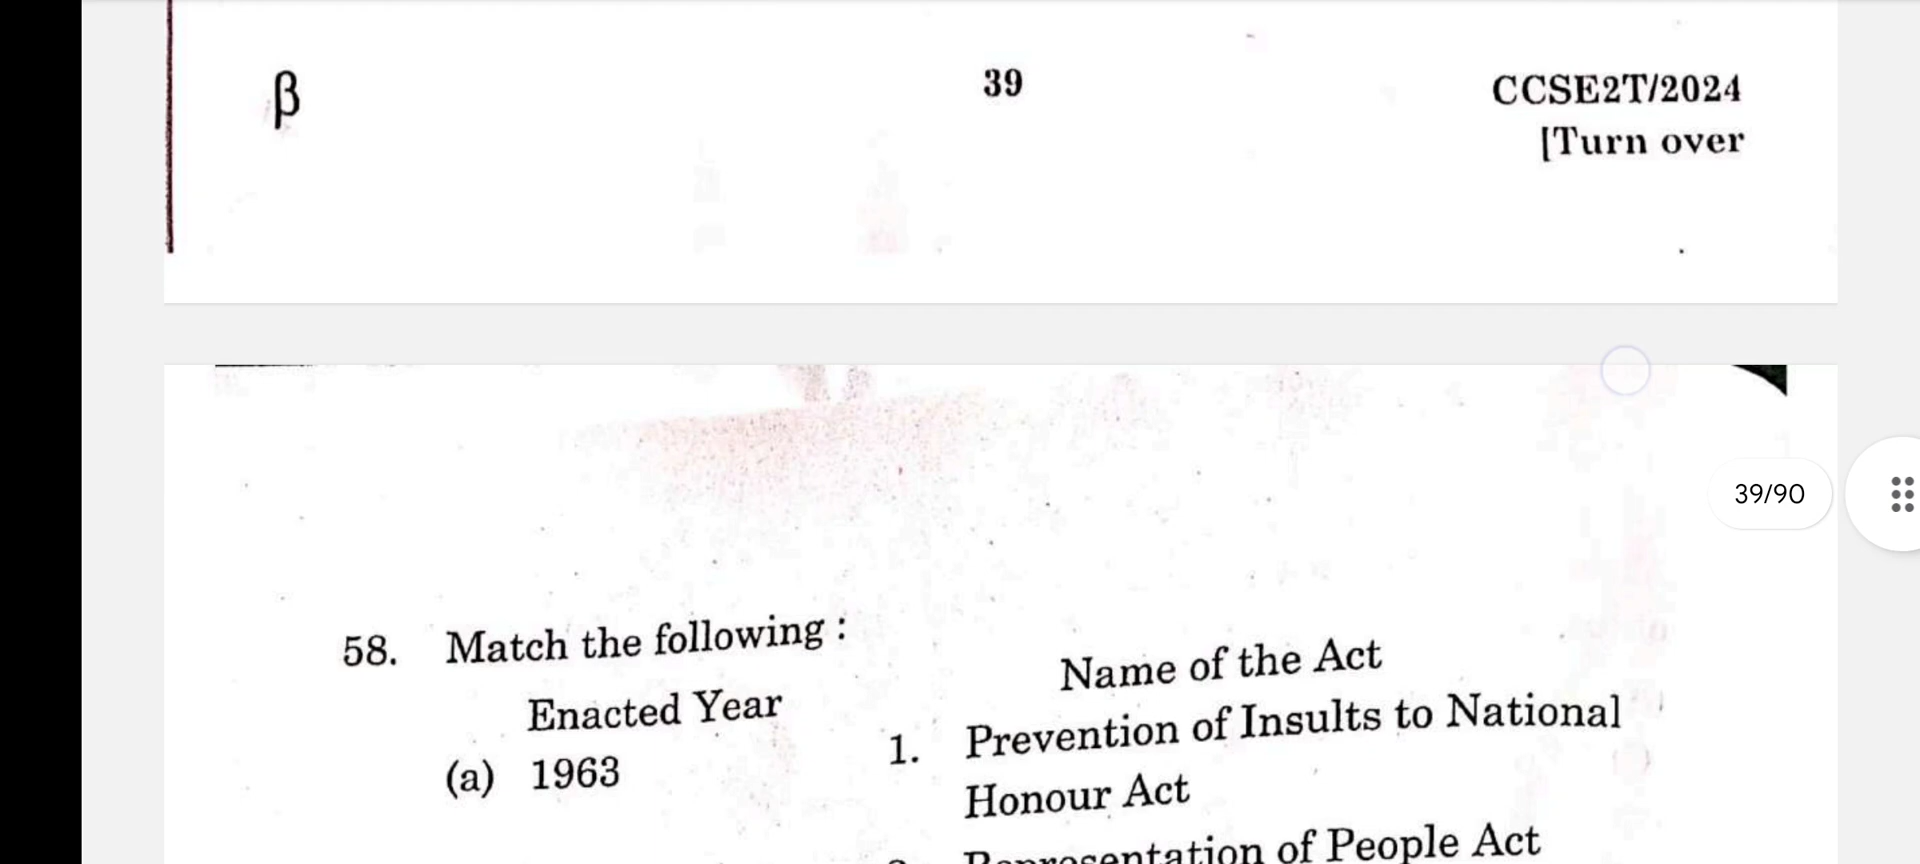 β
39
CCSE2T/2024
[Turn over
39/90
58. Match the following :
Enacted Year
Name of the Act
(a) 1963
1. Prevention of Insults to National
Honour Act
Representation of People Act